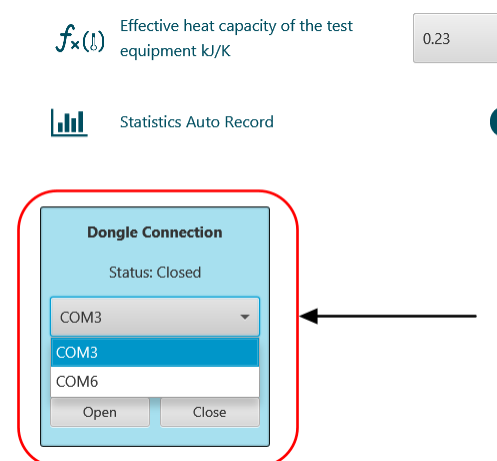 Effective heat capacity of the test
equipment kJ/K
0.23
Statistics Auto Record
Dongle Connection
Status: Closed
COM3
COM3
COM6
Open
Close